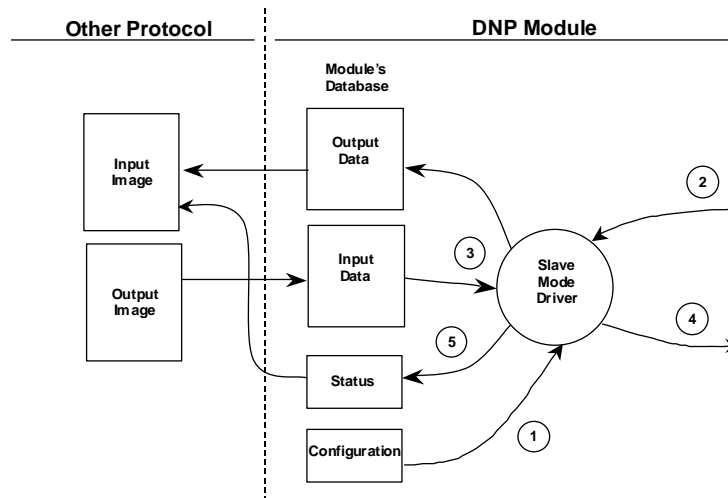 Other Protocol
DNP Module
Module's
Database
Input
Image
Output
Data
2
Output
Image
Input
Data
3
Slave
Mode
Driver
4
5
Status
Configuration
1